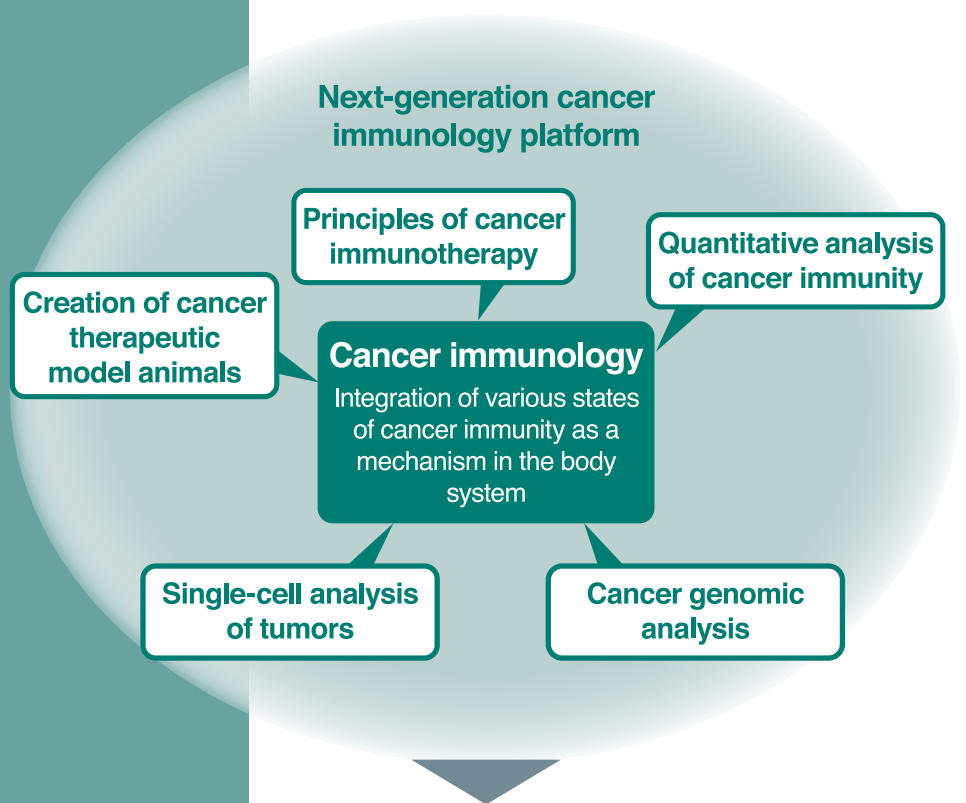 Next-generation cancer
immunology platform
Principles of cancer
immunotherapy
Quantitative analysis
of cancer immunity
Creation of cancer
therapeutic
model animals
Cancer immunology
Integration of various states
of cancer immunity as a
mechanism in the body
system
Single-cell analysis
of tumors
Cancer genomic
analysis